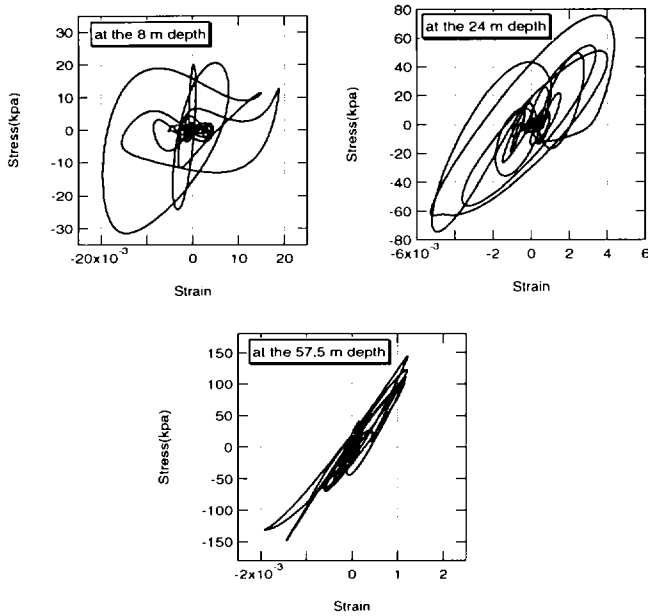 at the 8 m depth
Stress(kpa)
30
20
10
0
-10
-20
-30
-20x10-3
0
10
20
Strain
at the 24 m depth
Stress(kpa)
80
60
40
20
0
-20
-40
-60
-80
-6x10-3
-2
0
2
4
6
Strain
at the 57.5 m depth
Stress(kpa)
150
100
50
0
-50
-100
-150
-2x10-3
0
1
2
Strain